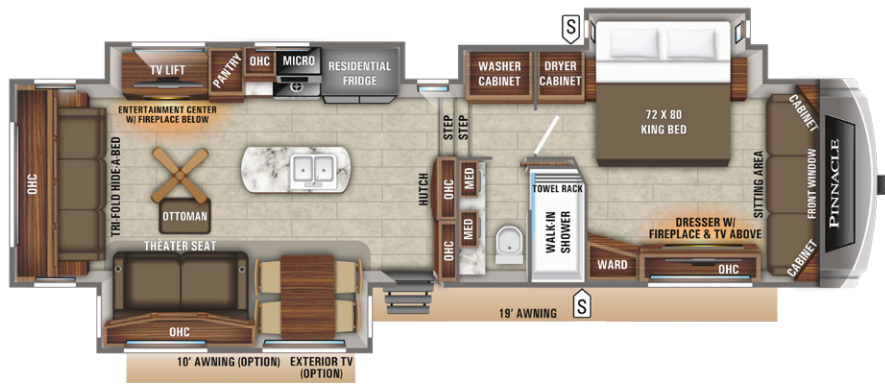 S
TV LIFT
PANTRY
OHC
MICRO
RESIDENTIAL
FRIDGE
WASHER
CABINET
DRYER
CABINET
ENTERTAINMENT CENTER
W/ FIREPLACE BELOW
STEP
STEP
72 X 80
KING BED
CABINET
OHC
TRI-FOLD HIDE-A-BED
OTTOMAN
HUTCH
OHC
MED
TOWEL RACK
WALK-IN
SHOWER
SITTING AREA
FRONT WINDOW
PINNACLE
THEATER SEAT
OHC
MED
DRESSER W/
FIREPLACE & TV ABOVE
WARD
OHC
CABINET
OHC
19' AWNING
S
10' AWNING (OPTION)
EXTERIOR TV
(OPTION)